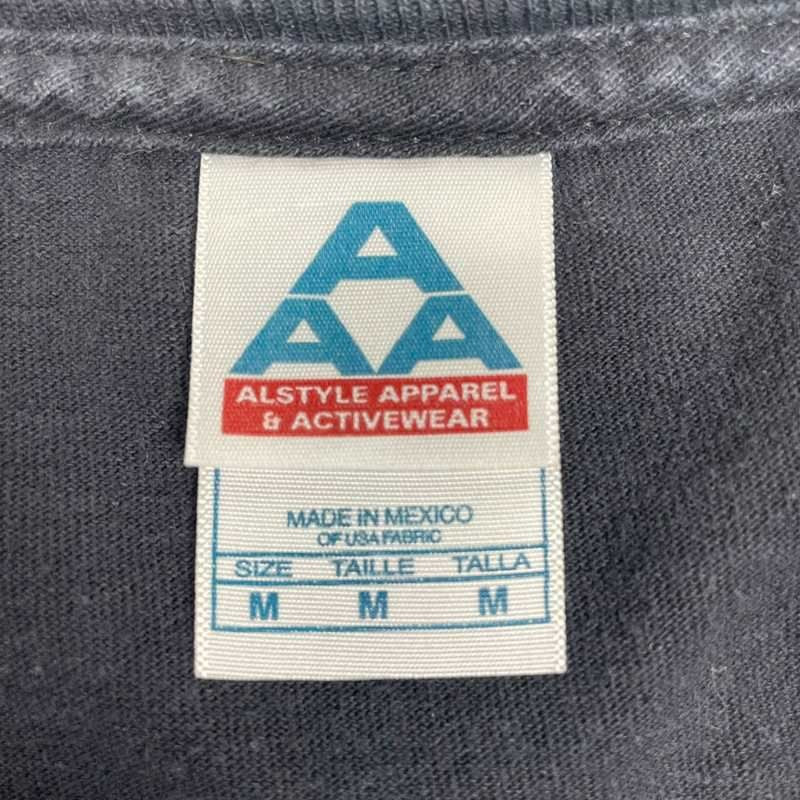 A
A A
ALSTYLE APPAREL
& ACTIVEWEAR
MADE IN MEXICO
OF USA FABRIC
SIZE TAILLE TALLA
M M M